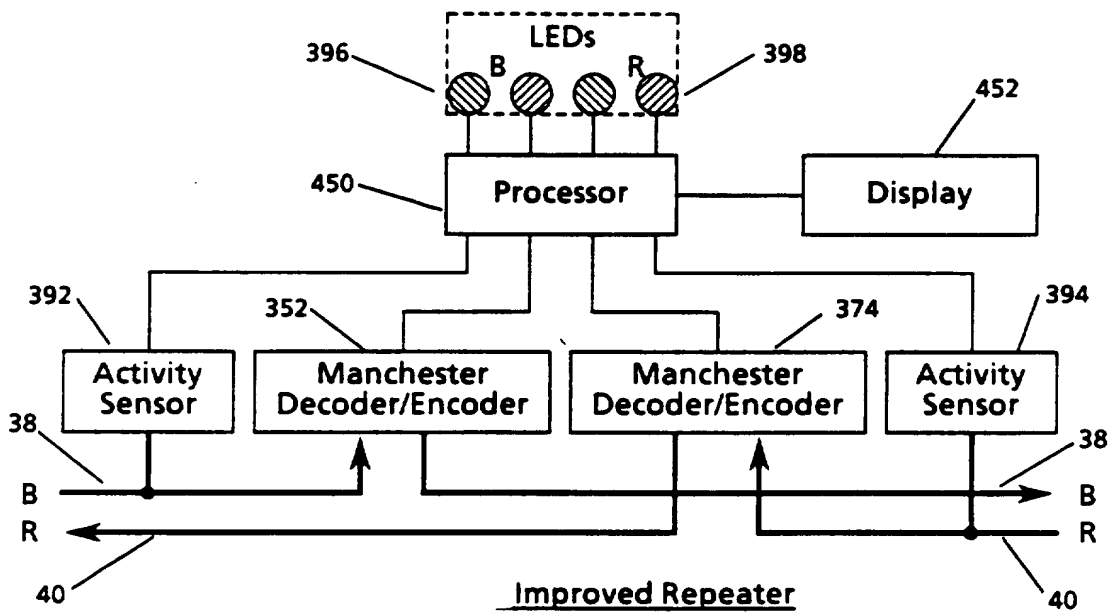 LEDs
396
B
R
398
452
450
Processor
Display
392
352
374
394
Activity
Sensor
Manchester
Decoder/Encoder
Manchester
Decoder/Encoder
Activity
Sensor
38
38
B
B
R
R
40
40
Improved Repeater